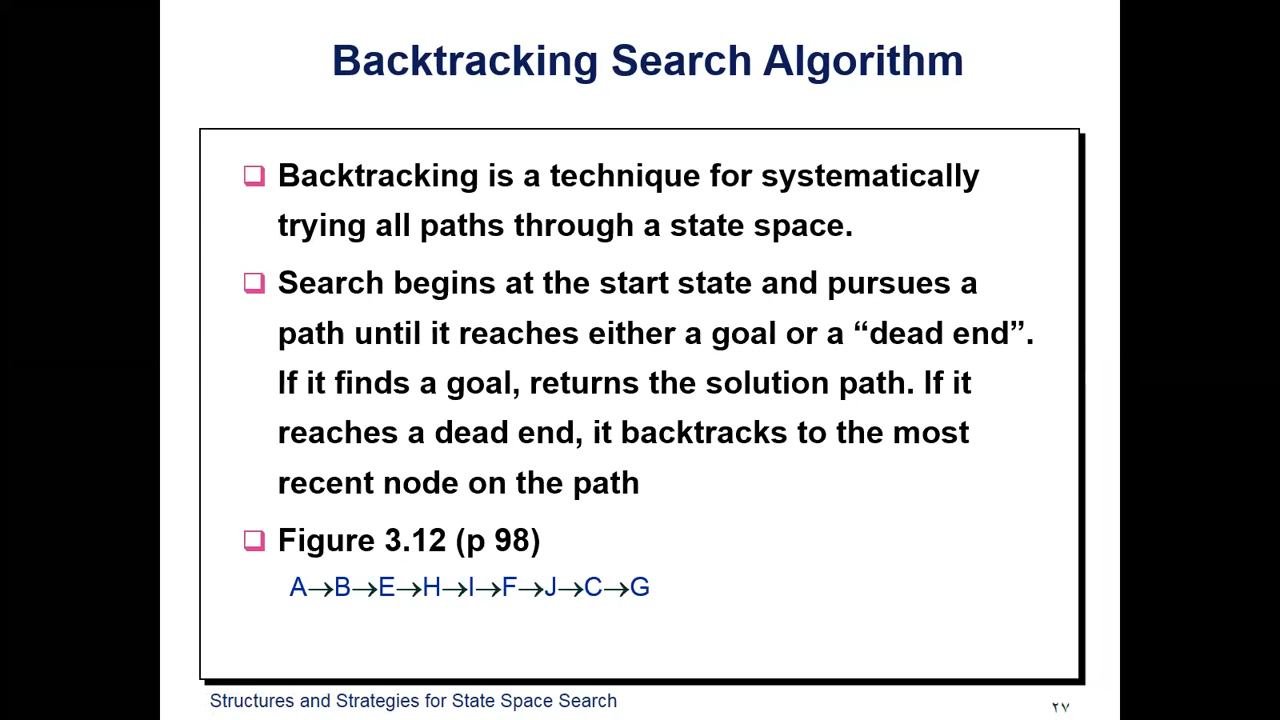 Backtracking Search Algorithm
❑ Backtracking is a technique for systematically
trying all paths through a state space.
❑ Search begins at the start state and pursues a
path until it reaches either a goal or a “dead end”.
If it finds a goal, returns the solution path. If it
reaches a dead end, it backtracks to the most
recent node on the path
❑ Figure 3.12 (p 98)
A→B→E→H→I→F→J→C→G
Structures and Strategies for State Space Search
٢٧